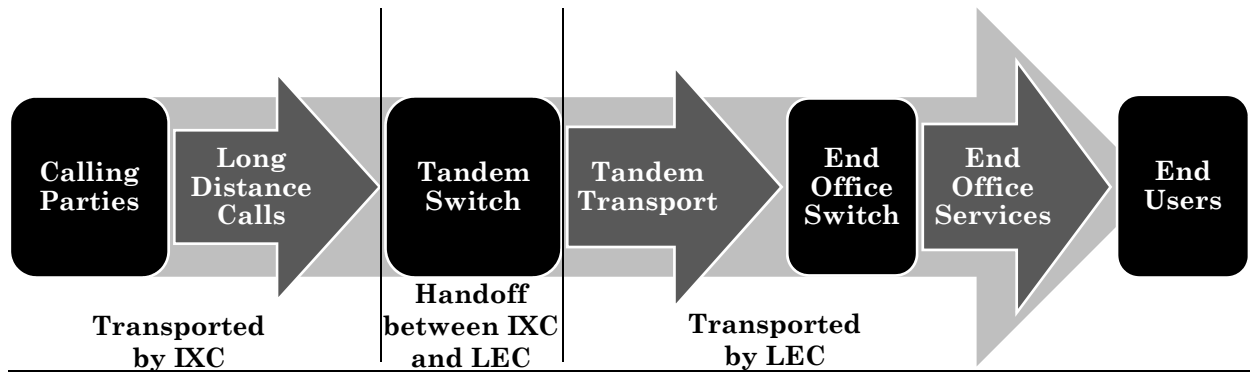 Calling
Parties
Long
Distance
Calls
Tandem
Switch
Tandem
Transport
End
Office
Switch
End
Office
Services
End
Users
Transported
by IXC
Handoff
between IXC
and LEC
Transported
by LEC